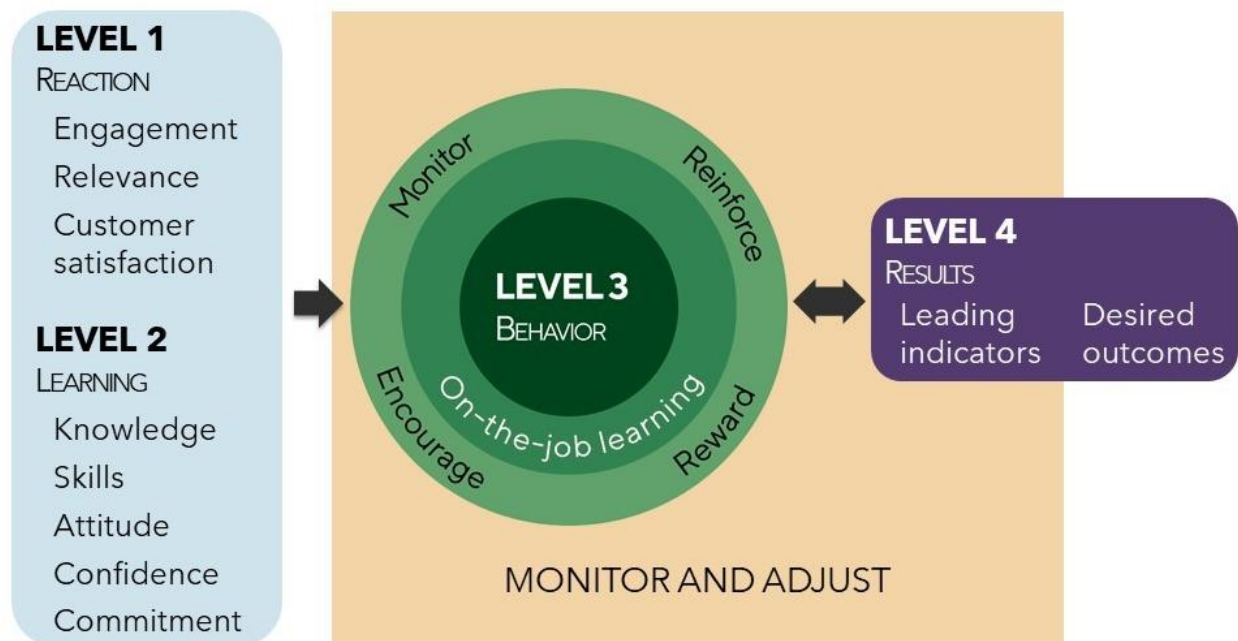 LEVEL 1
REACTION
Engagement
Relevance
Customer
satisfaction
LEVEL 2
LEARNING
Knowledge
Skills
Attitude
Confidence
Commitment
Monitor
Reinforce
LEVEL 3
BEHAVIOR
On-the-job learning
Encourage
Reward
MONITOR AND ADJUST
LEVEL 4
RESULTS
Leading
indicators
Desired
outcomes